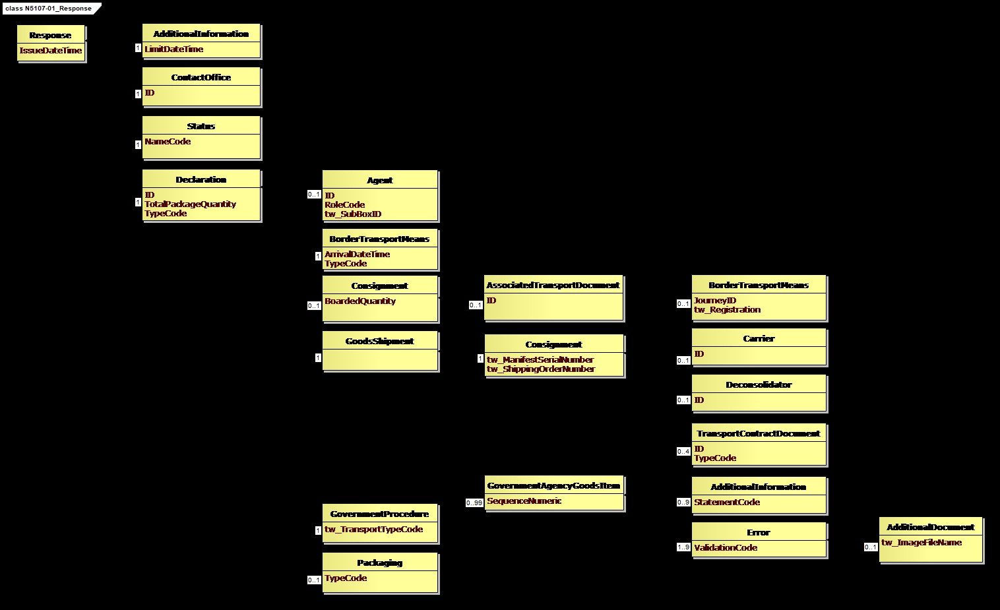 class N5107-01_Response
Response
IssueDateTime
AdditionalInformation
1
LimitDateTime
ContactOffice
1
ID
Status
1
NameCode
Declaration
1
ID
TotalPackageQuantity
TypeCode
Agent
0..1
ID
RoleCode
tw_SubBoxID
BorderTransportMeans
1
ArrivalDateTime
TypeCode
Consignment
0..1
BoardedQuantity
GoodsShipment
1
AssociatedTransportDocument
0..1
ID
Consignment
1
tw_ManifestSerialNumber
tw_ShippingOrderNumber
BorderTransportMeans
0..1
JourneyID
tw_Registration
Carrier
0..1
ID
Deconsolidator
0..1
ID
TransportContractDocument
0..4
ID
TypeCode
GovernmentAgencyGoodsItem
0..99
SequenceNumeric
AdditionalInformation
0..9
StatementCode
Error
1..9
ValidationCode
AdditionalDocument
0..1
tw_ImageFileName
GovernmentProcedure
1
tw_TransportTypeCode
Packaging
0..1
TypeCode